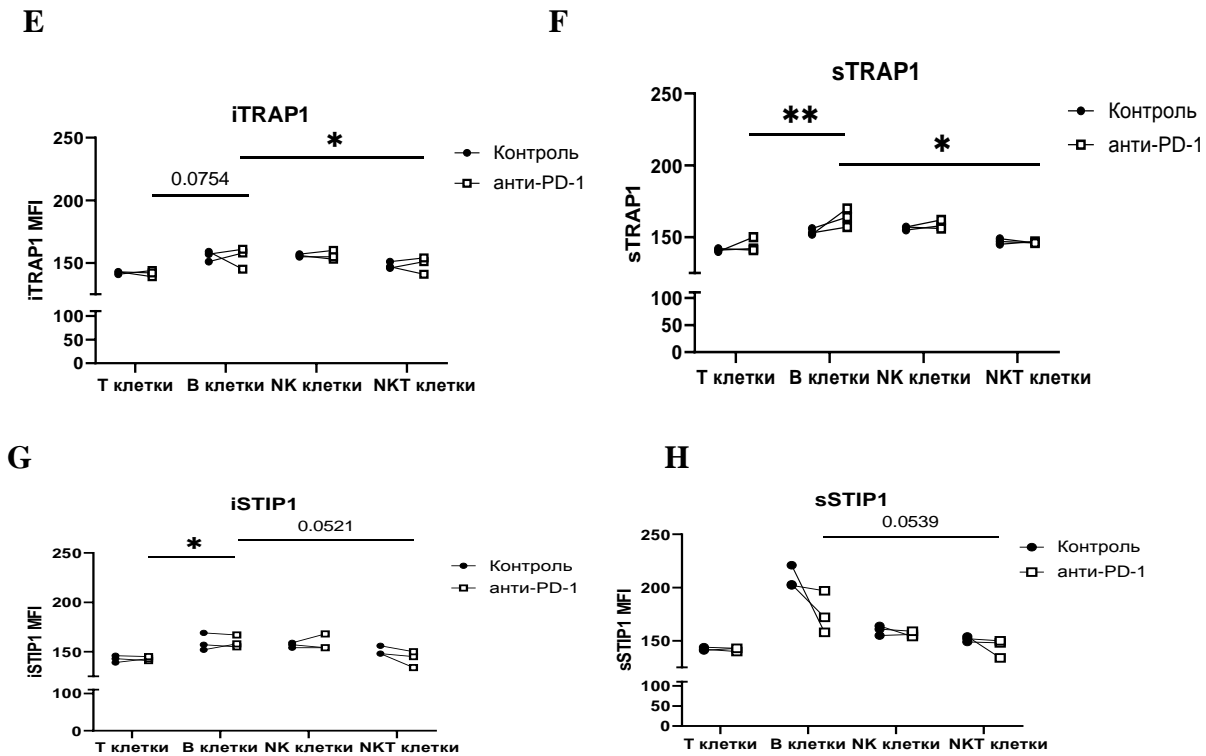 E
iTRAP1
250
200
150
100
50
0
iTRAP1 MFI
*
0.0754
Контроль
анти-PD-1
Т клетки В клетки NK клетки NKT клетки
F
sTRAP1
250
200
150
100
50
0
sTRAP1
**
*
Контроль
анти-PD-1
Т клетки В клетки NK клетки NKT клетки
G
iSTIP1
250
200
150
100
0
iSTIP1 MFI
*
0.0521
Контроль
анти-PD-1
Т клетки В клетки NK клетки NKT клетки
H
sSTIP1
250
200
150
100
50
0
sSTIP1 MFI
0.0539
Контроль
анти-PD-1
Т клетки В клетки NK клетки NKT клетки